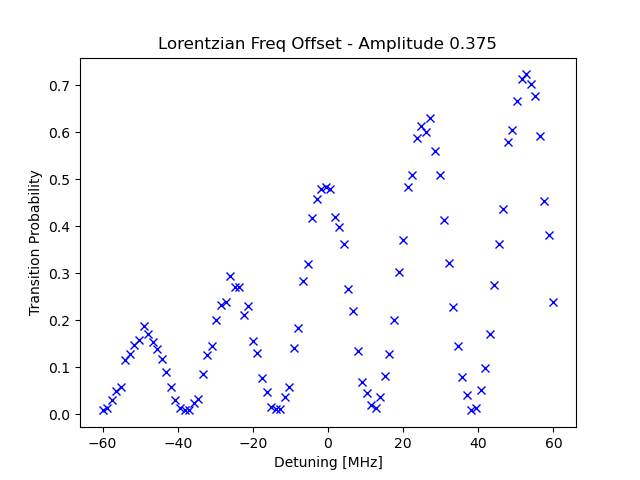 Lorentzian Freq Offset - Amplitude 0.375
Transition Probability
0.7
0.6
0.5
0.4
0.3
0.2
0.1
0.0
−60 −40 −20 0 20 40 60
Detuning [MHz]